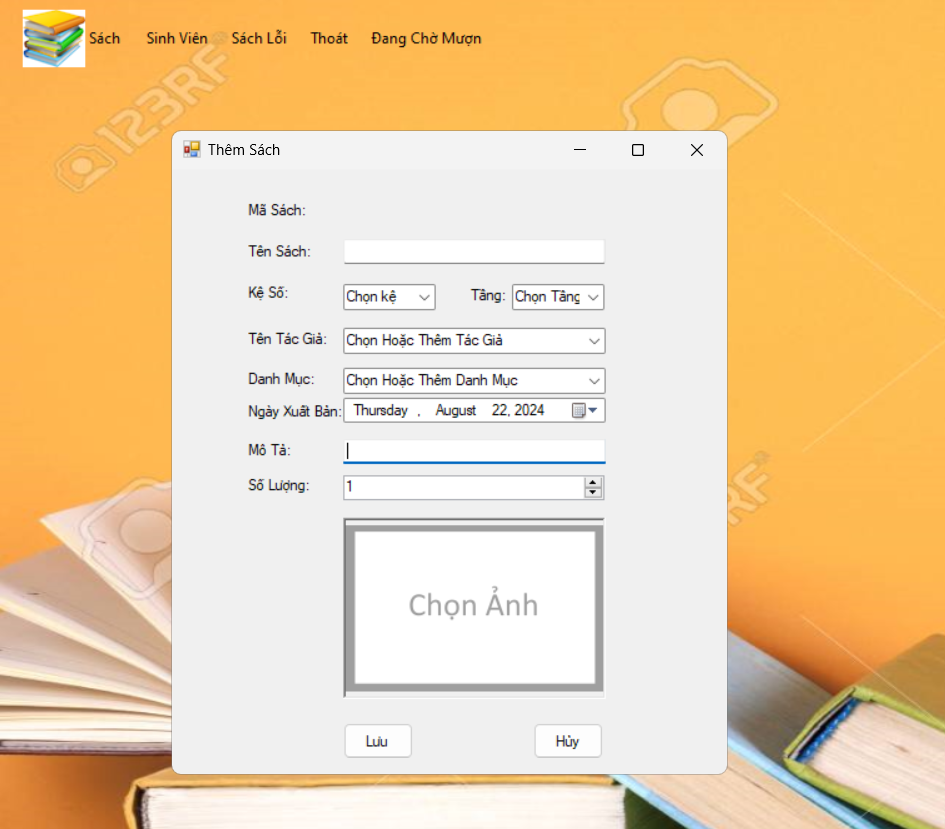 Sách Sinh Viên Sách Lỗi Thoát Đang Chờ Mượn
123RF
Thêm Sách
Mã Sách:
Tên Sách:
Kệ Số: Chọn kệ Tầng: Chọn Tầng
Tên Tác Giả: Chọn Hoặc Thêm Tác Giả
Danh Mục: Chọn Hoặc Thêm Danh Mục
Ngày Xuất Bản: Thursday , August 22, 2024
Mô Tả:
Số Lượng: 1
Chọn Ảnh
Lưu Hủy